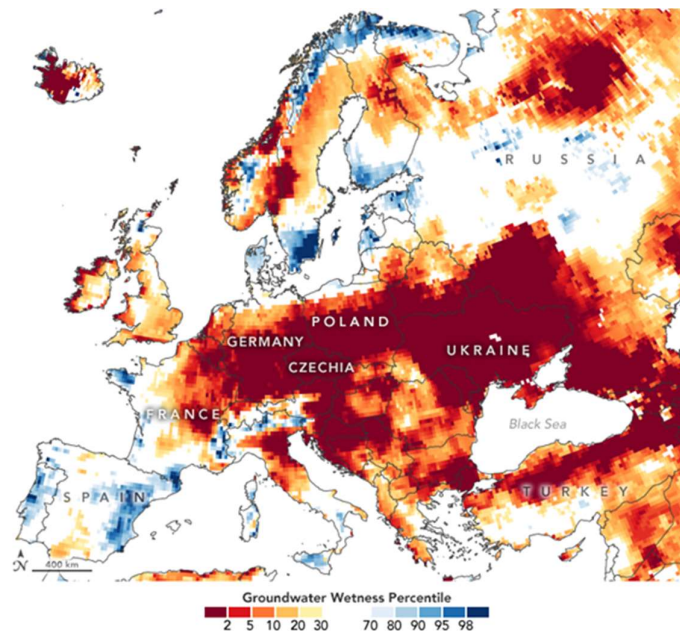 RUSSIA
POLAND
GERMANY
UKRAINE
CZECHIA
FRANCE
Black Sea
SPAIN
TURKEY
N
400 km
Groundwater Wetness Percentile
2 5 10 20 30 70 80 90 95 98